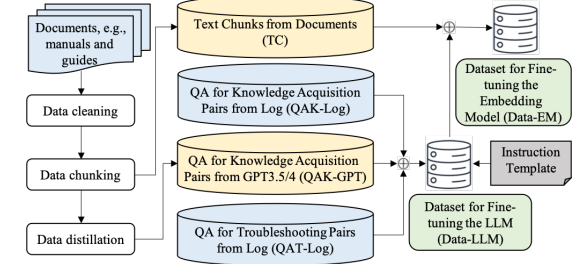 Documents, e.g.,
manuals and
guides
Data cleaning
Data chunking
Data distillation
Text Chunks from Documents
(TC)
QA for Knowledge Acquisition
Pairs from Log (QAK-Log)
QA for Knowledge Acquisition
Pairs from GPT3.5/4 (QAK-GPT)
QA for Troubleshooting Pairs
from Log (QAT-Log)
Dataset for Fine-
tuning the
Embedding
Model (Data-EM)
Instruction
Template
Dataset for Fine-
tuning the LLM
(Data-LLM)